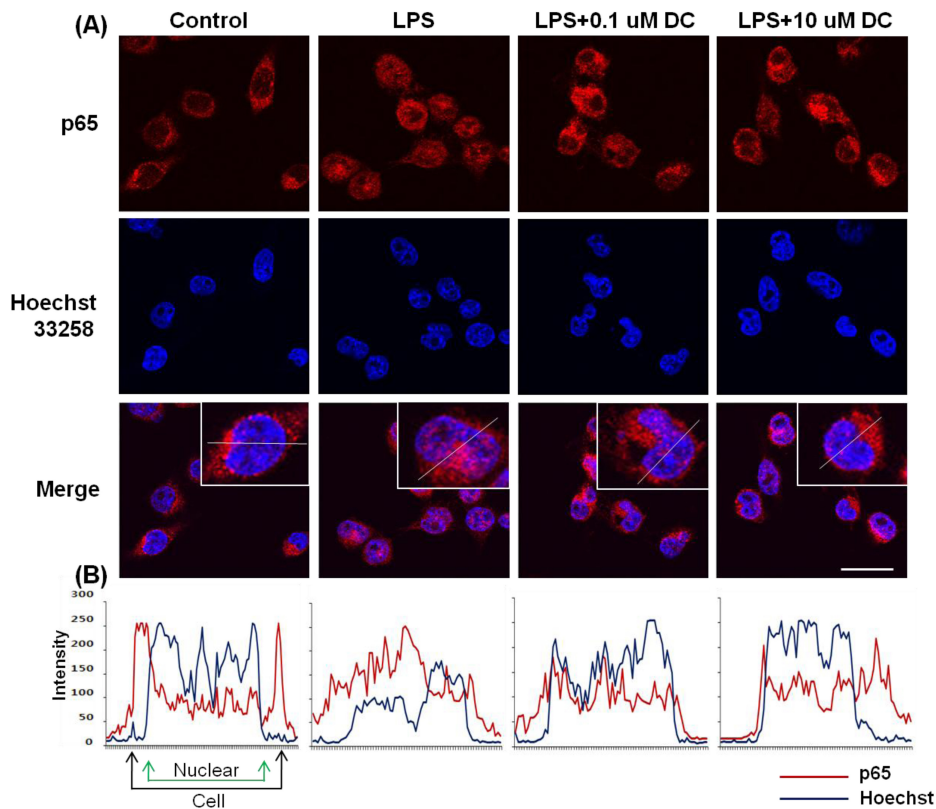 (A)
Control
LPS
LPS+0.1 uM DC
LPS+10 uM DC
p65
Hoechst
33258
Merge
(B)
Intensity
300
250
200
150
100
50
0
Nuclear
Cell
p65
Hoechst